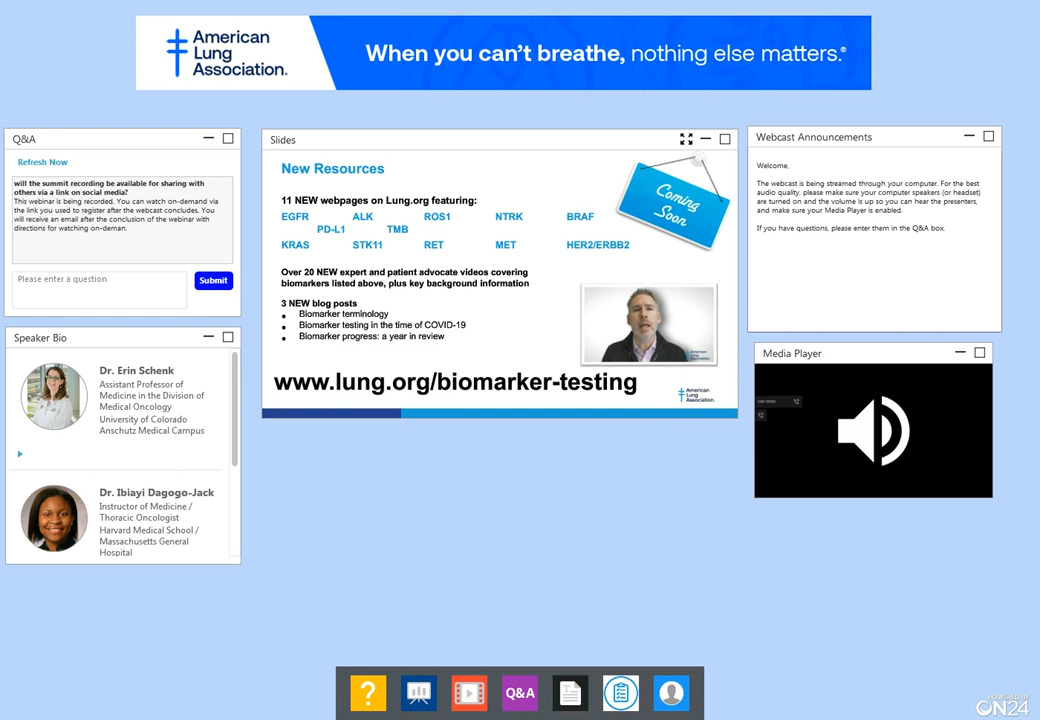 American
Lung
Association.
When you can't breathe, nothing else matters.®
Q&A
Refresh Now
will the summit recording be available for sharing with
others via a link on social media?
This webinar is being recorded. You can watch on-demand via
the link you used to register after the webcast concludes. You
will receive an email after the conclusion of the webinar with
directions for watching on-deman.
Please enter a question
Submit
Speaker Bio
Dr. Erin Schenk
Assistant Professor of
Medicine in the Division of
Medical Oncology
University of Colorado
Anschutz Medical Campus
Dr. Ibiayi Dagogo-Jack
Instructor of Medicine /
Thoracic Oncologist
Harvard Medical School /
Massachusetts General
Hospital
Slides
New Resources
Coming
Soon
11 NEW webpages on Lung.org featuring:
EGFR ALK ROS1 NTRK BRAF
PD-L1 TMB
KRAS STK11 RET MET HER2/ERBB2
Over 20 NEW expert and patient advocate videos covering
biomarkers listed above, plus key background information
3 NEW blog posts
• Biomarker terminology
• Biomarker testing in the time of COVID-19
• Biomarker progress: a year in review
American
Lung
Association.
www.lung.org/biomarker-testing
American
Lung
Association.
Webcast Announcements
Welcome,
The webcast is being streamed through your computer. For the best
audio quality, please make sure your computer speakers (or headset)
are turned on and the volume is up so you can hear the presenters,
and make sure your Media Player is enabled.
If you have questions, please enter them in the Q&A box.
Media Player
?
Q&A
POWERED BY
ON24